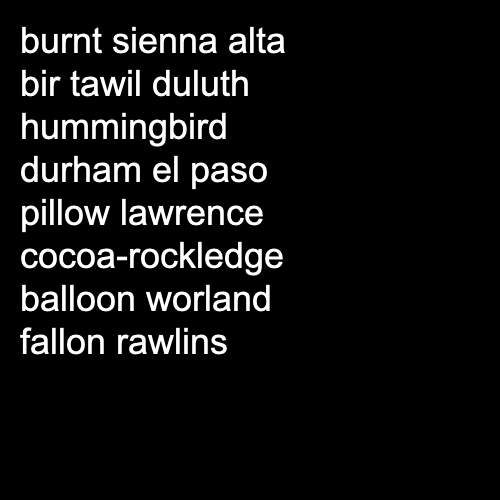 burnt sienna alta
bir tawil duluth
hummingbird
durham el paso
pillow lawrence
cocoa-rockledge
balloon worland
fallon rawlins